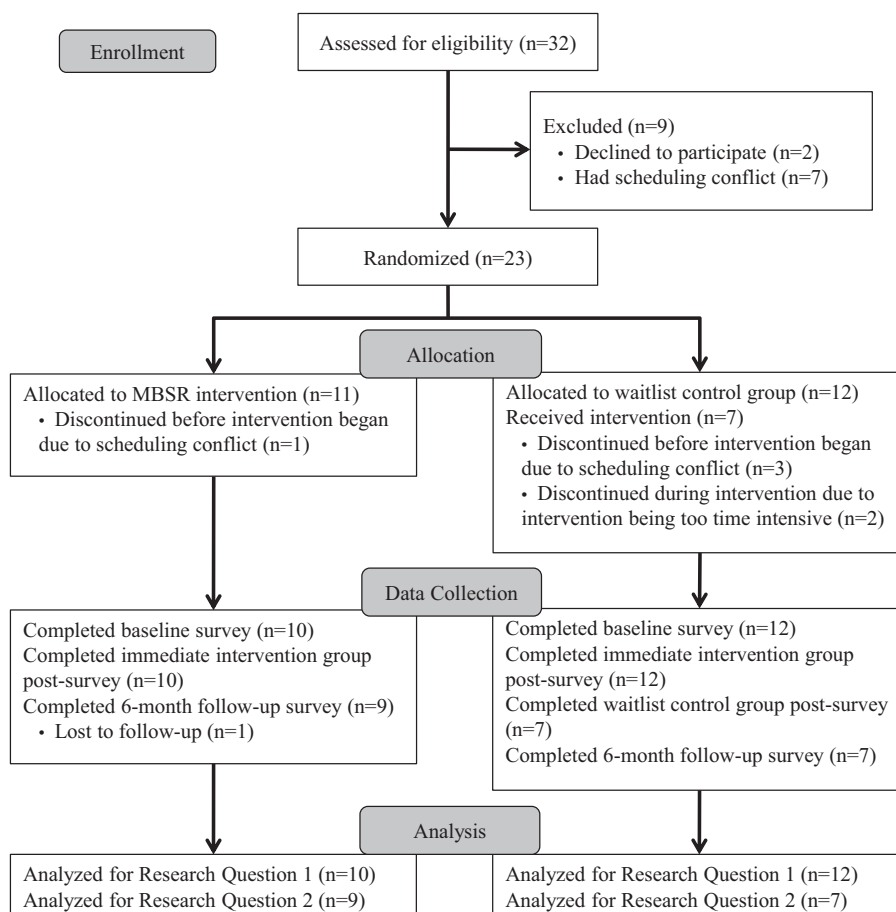 Enrollment
Assessed for eligibility (n=32)
Excluded (n=9)
• Declined to participate (n=2)
• Had scheduling conflict (n=7)
Randomized (n=23)
Allocation
Allocated to MBSR intervention (n=11)
• Discontinued before intervention began
due to scheduling conflict (n=1)
Allocated to waitlist control group (n=12)
Received intervention (n=7)
• Discontinued before intervention began
due to scheduling conflict (n=3)
• Discontinued during intervention due to
intervention being too time intensive (n=2)
Data Collection
Completed baseline survey (n=10)
Completed immediate intervention group
post-survey (n=10)
Completed 6-month follow-up survey (n=9)
• Lost to follow-up (n=1)
Completed baseline survey (n=12)
Completed immediate intervention group
post-survey (n=12)
Completed waitlist control group post-survey
(n=7)
Completed 6-month follow-up survey (n=7)
Analysis
Analyzed for Research Question 1 (n=10)
Analyzed for Research Question 2 (n=9)
Analyzed for Research Question 1 (n=12)
Analyzed for Research Question 2 (n=7)